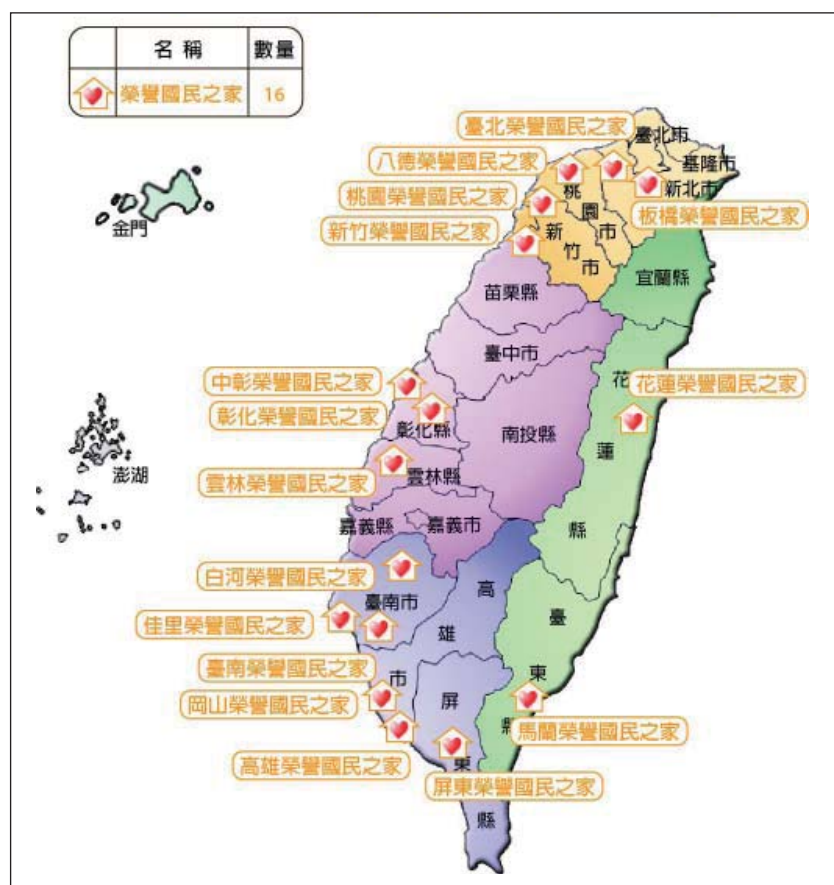 名稱 數量
榮譽國民之家 16
臺北榮譽國民之家
臺北市
八德榮譽國民之家
基隆市
桃園榮譽國民之家
桃園市
新北市
板橋榮譽國民之家
新竹榮譽國民之家
新竹市
金門
宜蘭縣
苗栗縣
臺中市
中彰榮譽國民之家
花蓮榮譽國民之家
彰化榮譽國民之家
彰化縣
南投縣
花蓮縣
澎湖
雲林榮譽國民之家
雲林縣
嘉義縣
嘉義市
白河榮譽國民之家
臺南市
高雄市
臺東縣
佳里榮譽國民之家
臺南榮譽國民之家
岡山榮譽國民之家
屏東縣
馬蘭榮譽國民之家
高雄榮譽國民之家
屏東榮譽國民之家